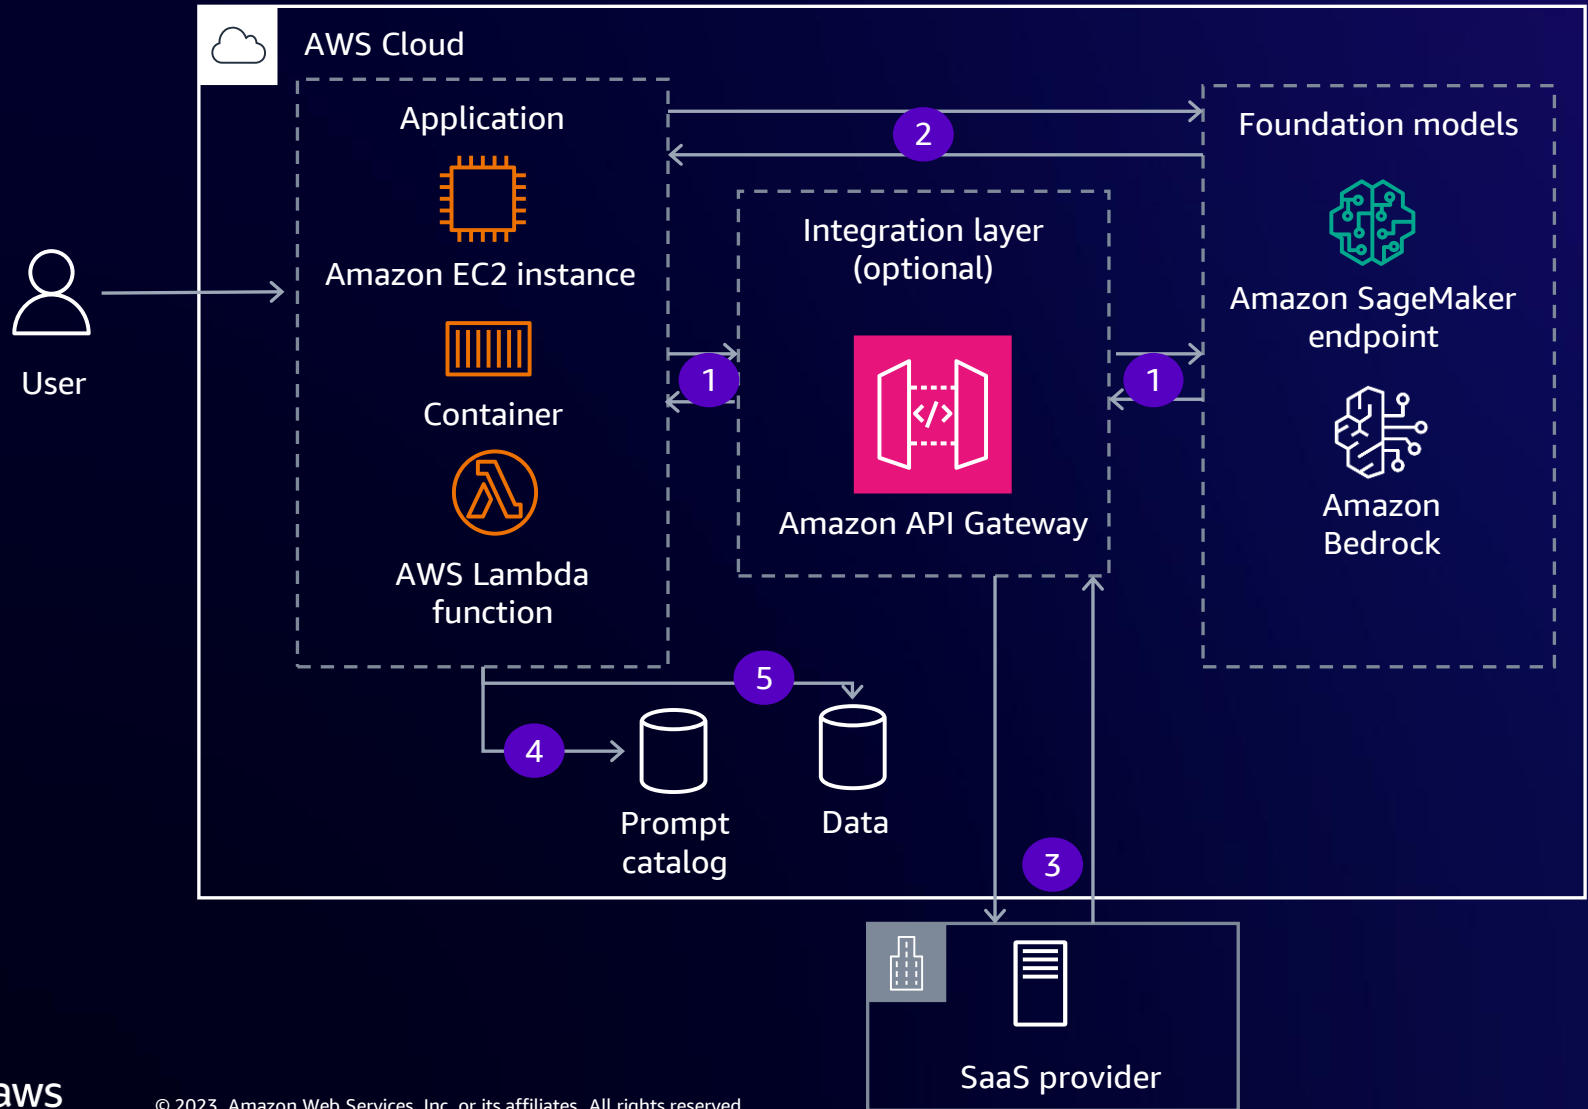 AWS Cloud
Application
2
Foundation models
Integration layer
(optional)
Amazon EC2 instance
Amazon SageMaker
endpoint
User
1
1
Container
</>
Amazon API Gateway
Amazon
Bedrock
AWS Lambda
function
5
4
Prompt
catalog
Data
3
SaaS provider
aws
© 2023, Amazon Web Services, Inc. or its affiliates. All rights reserved.